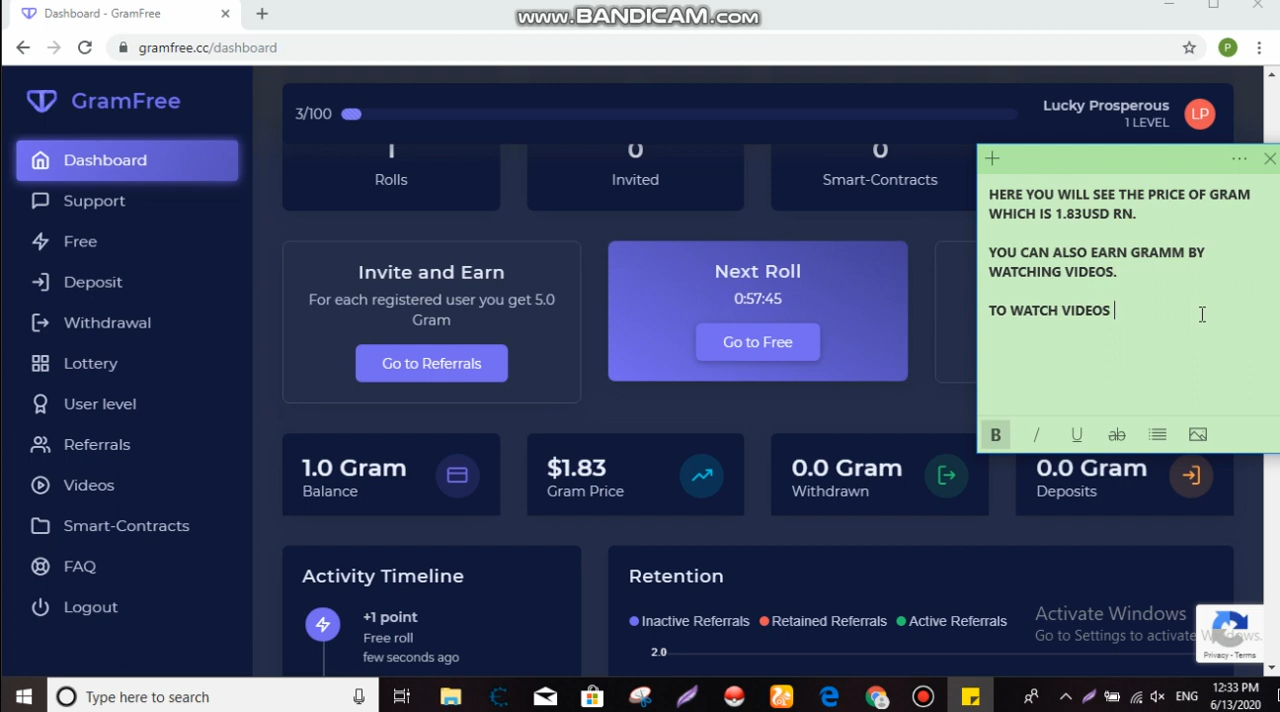 Dashboard - GramFree
www.BANDICAM.com
gramfree.cc/dashboard
P
GramFree
3/100
Lucky Prosperous
1 LEVEL
LP
Dashboard
Support
Free
Deposit
Withdrawal
Lottery
User level
Referrals
Videos
Smart-Contracts
FAQ
Logout
1
Rolls
0
Invited
0
Smart-Contracts
HERE YOU WILL SEE THE PRICE OF GRAM
WHICH IS 1.83USD RN.
YOU CAN ALSO EARN GRAMM BY
WATCHING VIDEOS.
TO WATCH VIDEOS
B / U ab
Invite and Earn
For each registered user you get 5.0
Gram
Go to Referrals
Next Roll
0:57:45
Go to Free
1.0 Gram
Balance
$1.83
Gram Price
0.0 Gram
Withdrawn
0.0 Gram
Deposits
Activity Timeline
+1 point
Free roll
few seconds ago
Retention
Inactive Referrals Retained Referrals Active Referrals
2.0
Activate Windows
Go to Settings to activate Windows.
Privacy - Terms
Type here to search
ENG
12:33 PM
6/13/2020